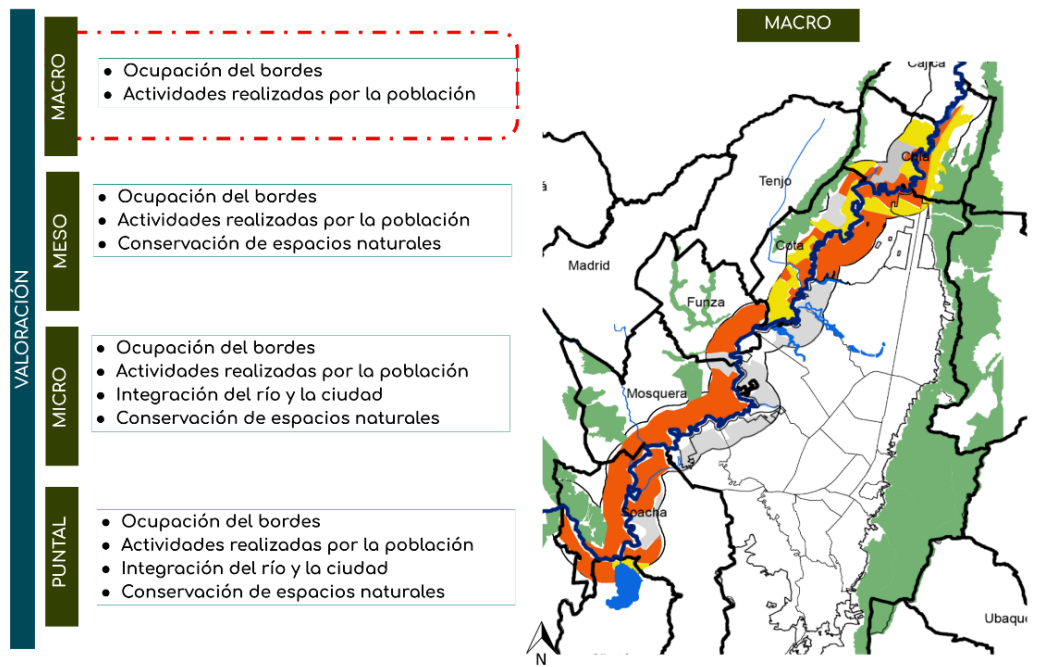 VALORACIÓN
MACRO
● Ocupación del bordes
● Actividades realizadas por la población
MESO
● Ocupación del bordes
● Actividades realizadas por la población
● Conservación de espacios naturales
MICRO
● Ocupación del bordes
● Actividades realizadas por la población
● Integración del río y la ciudad
● Conservación de espacios naturales
PUNTAL
● Ocupación del bordes
● Actividades realizadas por la población
● Integración del río y la ciudad
● Conservación de espacios naturales
MACRO
Cajica
Chia
Tenjo
Cota
Madrid
Funza
Mosquera
Soacha
Ubaque
N